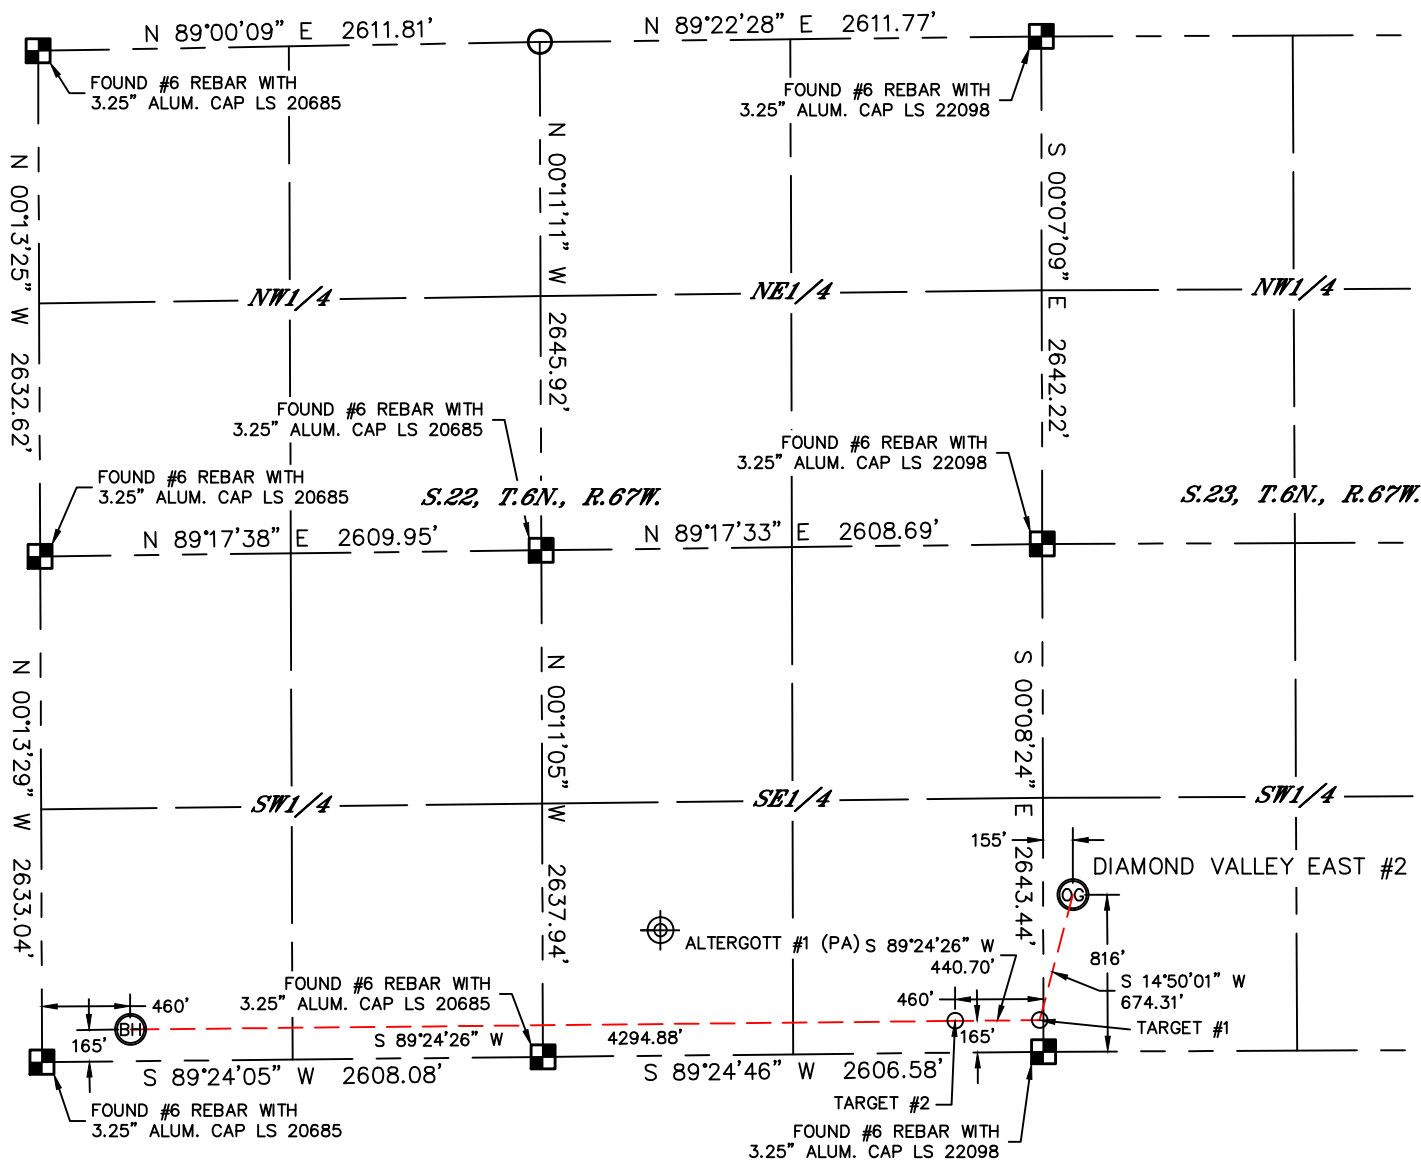 N 89°00'09" E 2611.81'
N 89°22'28" E 2611.77'
FOUND #6 REBAR WITH
3.25" ALUM. CAP LS 20685
FOUND #6 REBAR WITH
3.25" ALUM. CAP LS 22098
N 00°13'25" W 2632.62'
N 00°11'11" W 2645.92'
S 00°07'09" E 2642.22'
NW1/4
NE1/4
NW1/4
FOUND #6 REBAR WITH
3.25" ALUM. CAP LS 20685
FOUND #6 REBAR WITH
3.25" ALUM. CAP LS 22098
FOUND #6 REBAR WITH
3.25" ALUM. CAP LS 20685
S.22, T.6N., R.67W.
S.23, T.6N., R.67W.
N 89°17'38" E 2609.95'
N 89°17'33" E 2608.69'
N 00°13'29" W 2633.04'
N 00°11'05" W 2637.94'
S 00°08'24" E 2643.44'
SW1/4
SE1/4
SW1/4
155'
DIAMOND VALLEY EAST #2
OG
ALTERGOTT #1 (PA)
S 89°24'26" W
440.70'
816'
S 14°50'01" W
674.31'
FOUND #6 REBAR WITH
3.25" ALUM. CAP LS 20685
460'
460'
BH
165'
S 89°24'26" W
4294.88'
165'
TARGET #1
S 89°24'05" W 2608.08'
S 89°24'46" W 2606.58'
TARGET #2
FOUND #6 REBAR WITH
3.25" ALUM. CAP LS 20685
FOUND #6 REBAR WITH
3.25" ALUM. CAP LS 22098